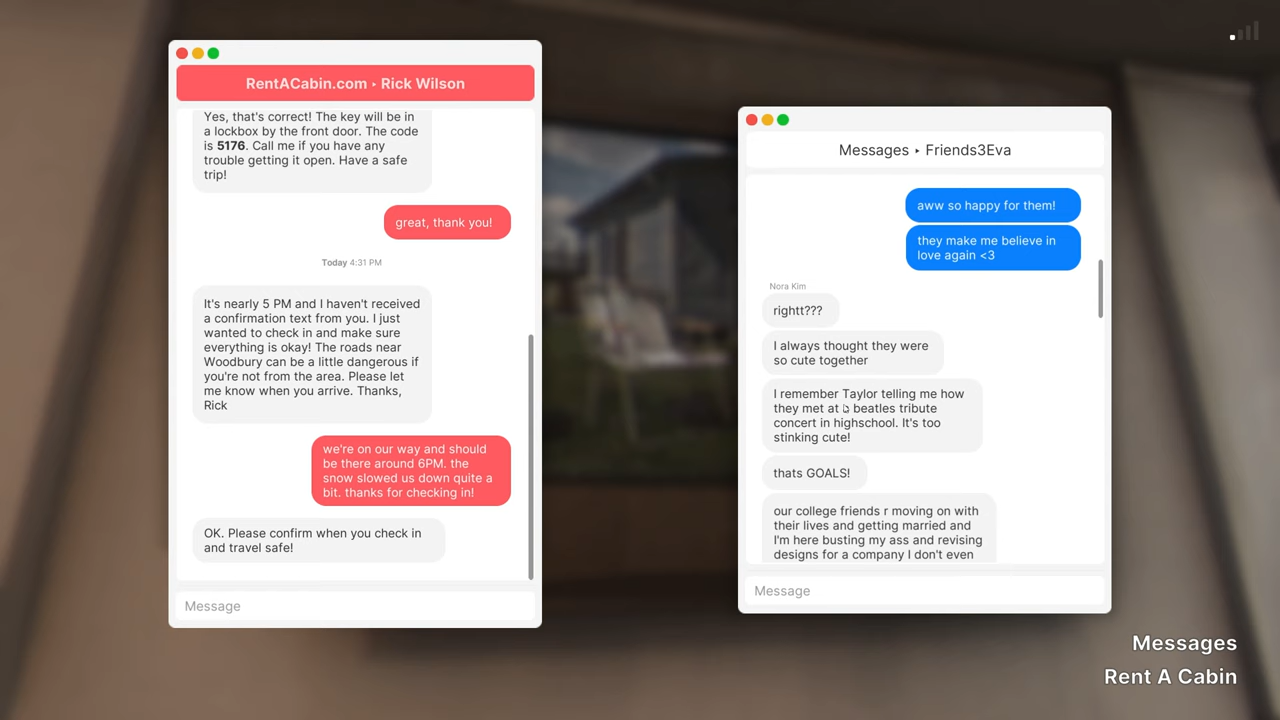 RentACabin.com ‣ Rick Wilson
Yes, that's correct! The key will be in
a lockbox by the front door. The code
is 5176. Call me if you have any
trouble getting it open. Have a safe
trip!
great, thank you!
Today 4:31 PM
It's nearly 5 PM and I haven't received
a confirmation text from you. I just
wanted to check in and make sure
everything is okay! The roads near
Woodbury can be a little dangerous if
you're not from the area. Please let
me know when you arrive. Thanks,
Rick
we're on our way and should
be there around 6PM. the
snow slowed us down quite a
bit. thanks for checking in!
OK. Please confirm when you check in
and travel safe!
Message
Messages ‣ Friends3Eva
aww so happy for them!
they make me believe in
love again <3
Nora Kim
rightt???
I always thought they were
so cute together
I remember Taylor telling me how
they met at a beatles tribute
concert in highschool. It's too
stinking cute!
thats GOALS!
our college friends r moving on with
their lives and getting married and
I'm here busting my ass and revising
designs for a company I don't even
Message
Messages
Rent A Cabin